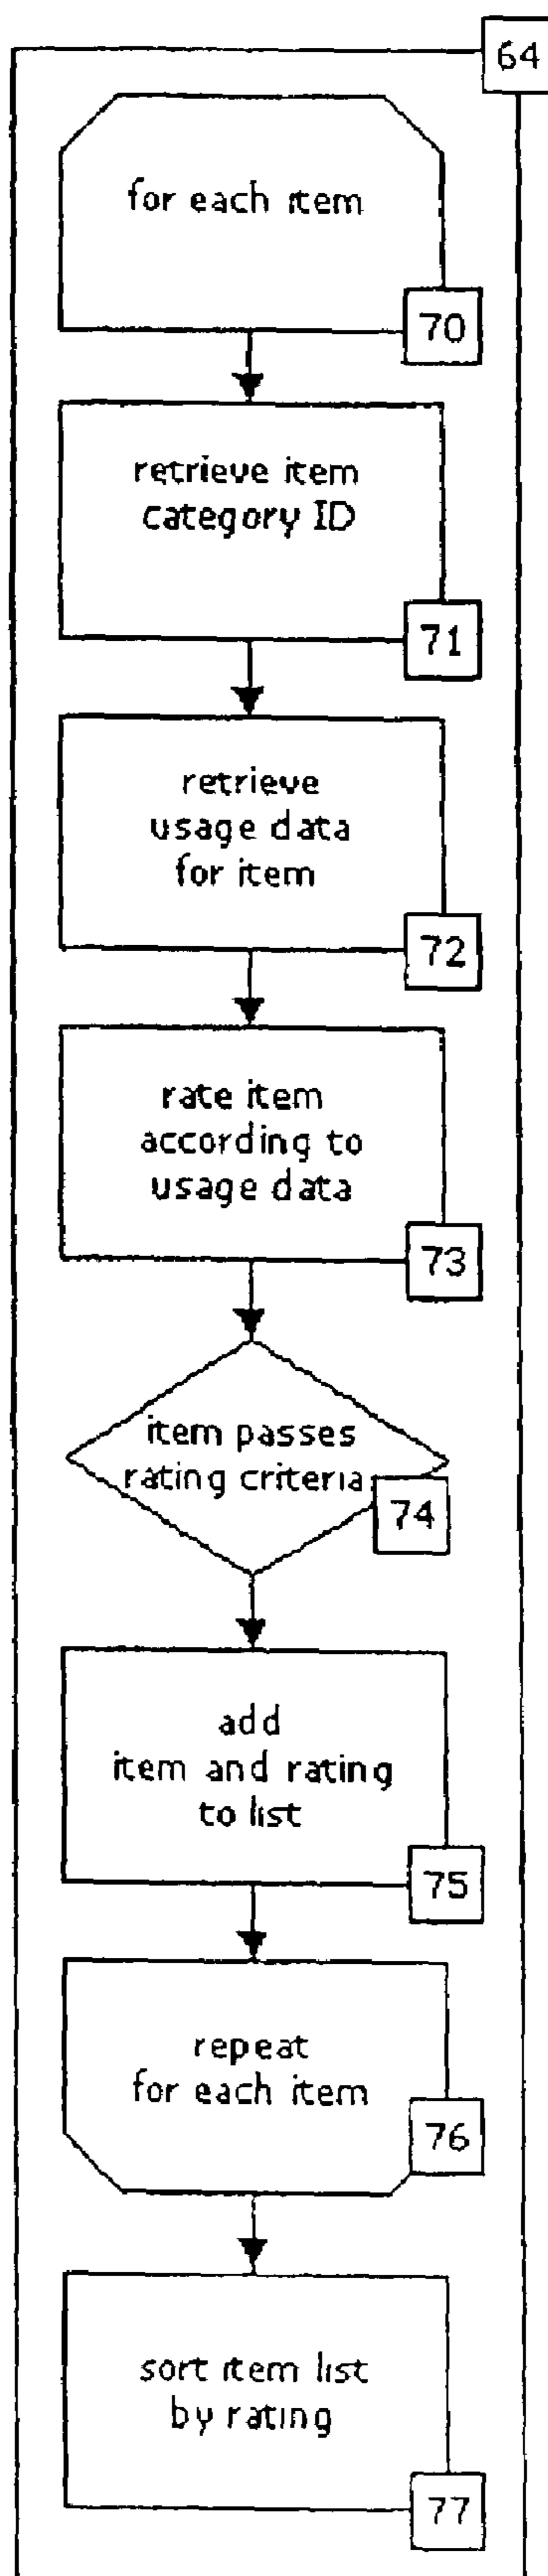 64
for each item
70
retrieve item
category ID
71
retrieve
usage data
for item
72
rate item
according to
usage data
73
item passes
rating criteria
74
add
item and rating
to list
75
repeat
for each item
76
sort item list
by rating
77